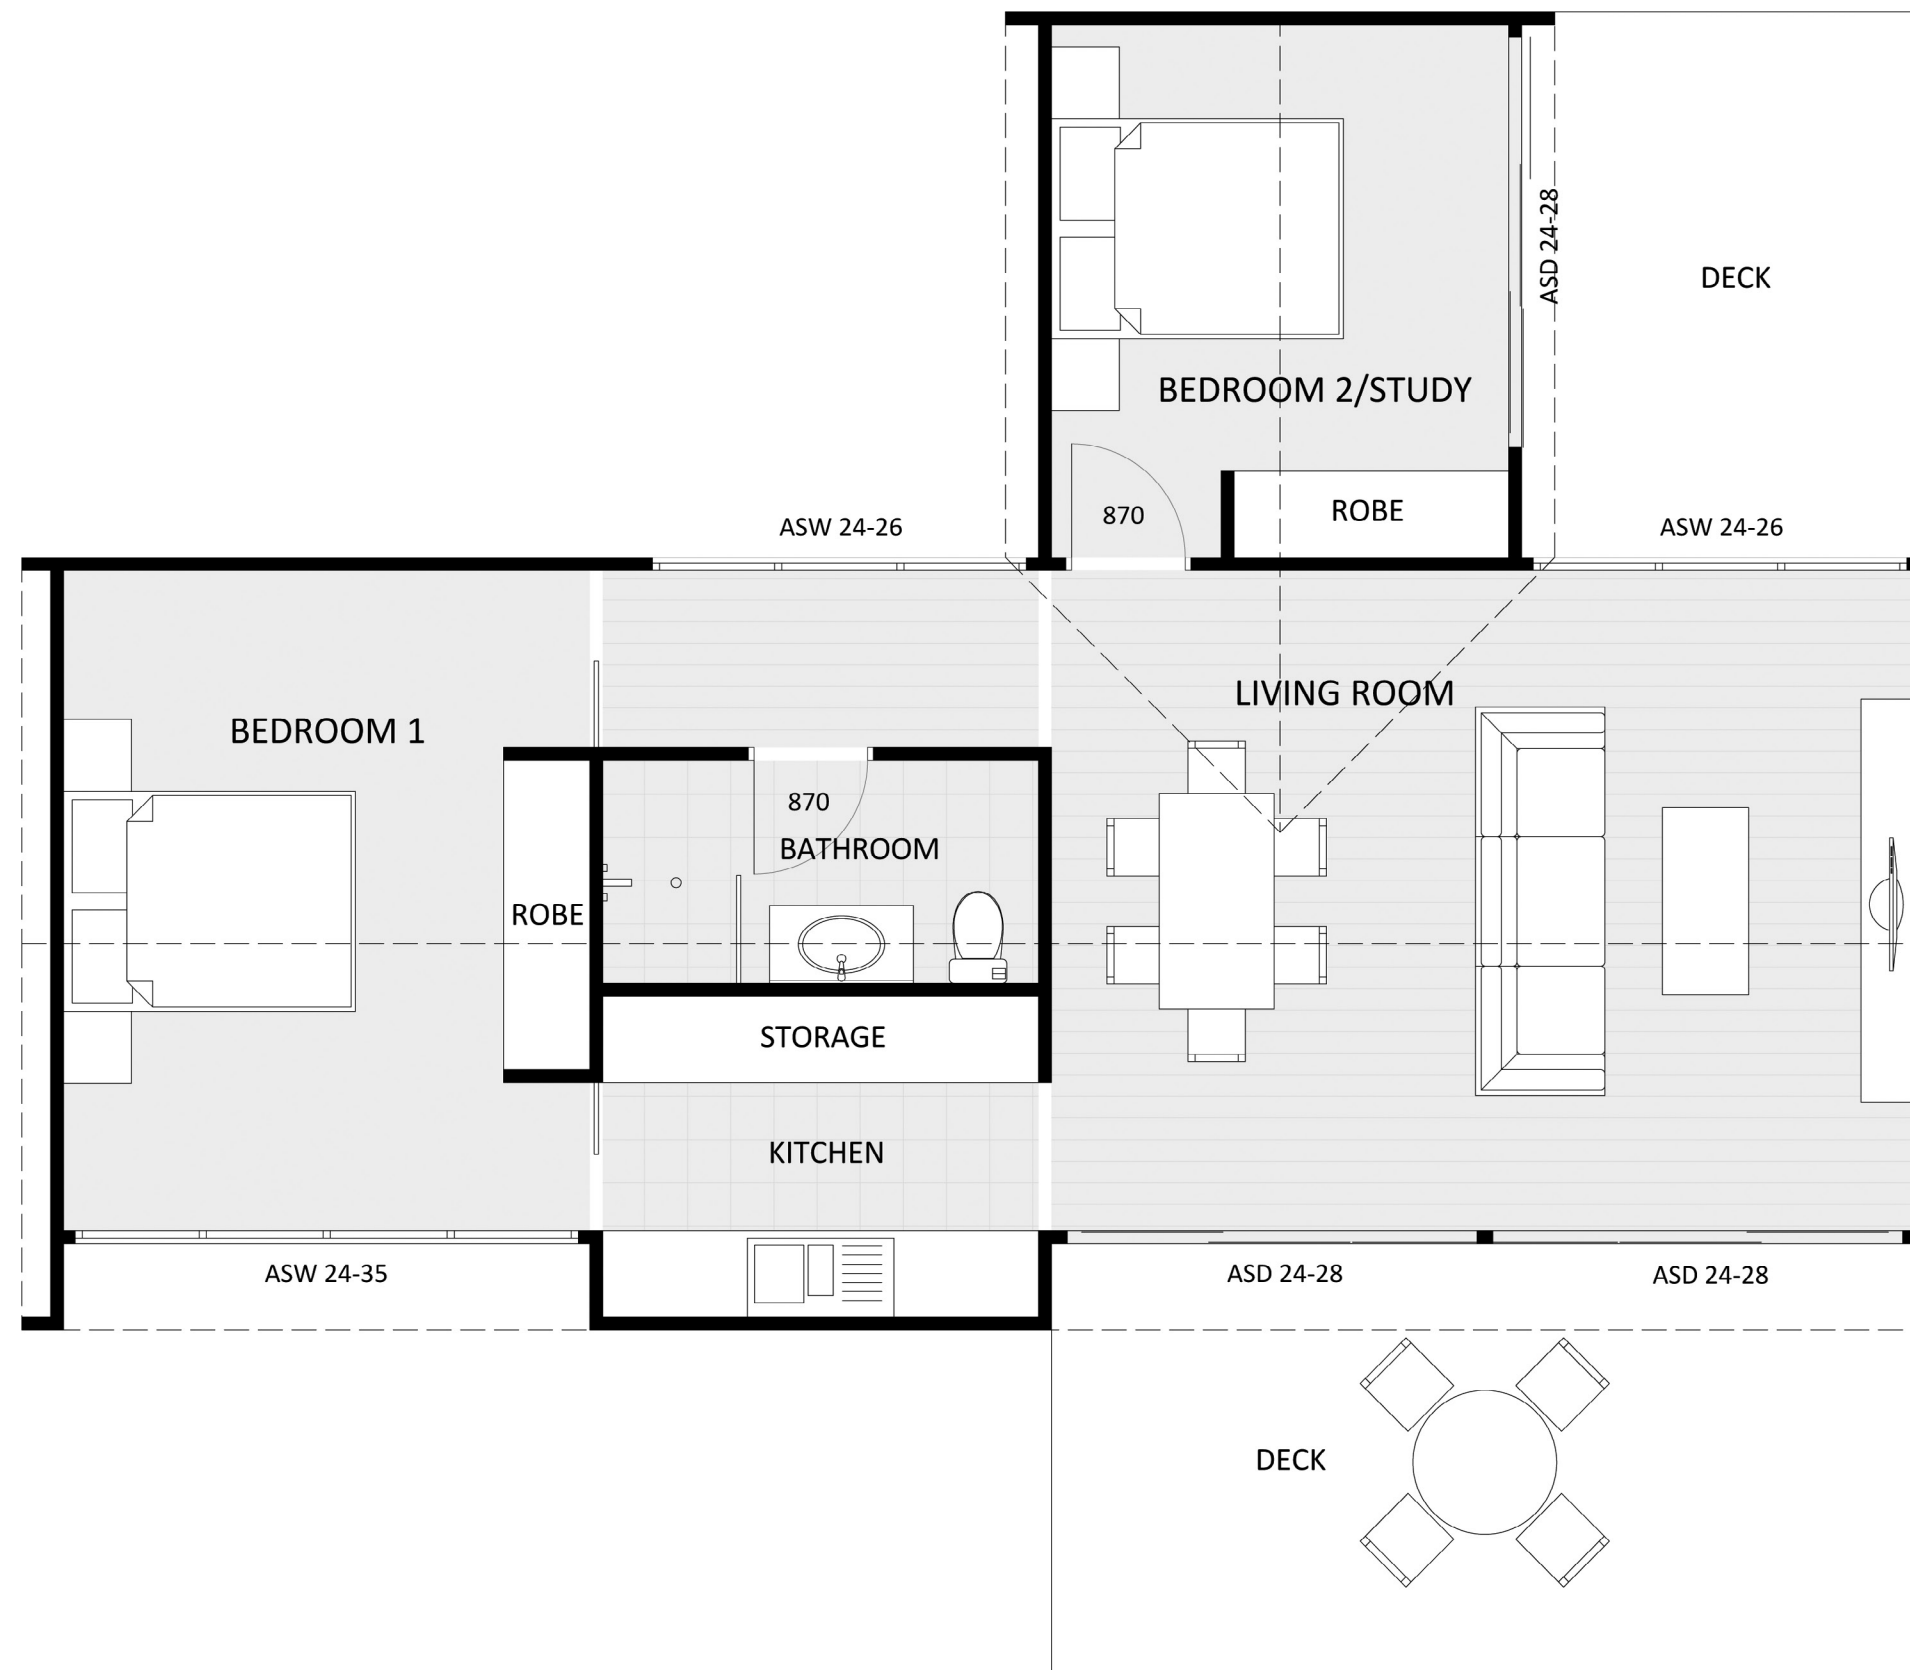 ASD 24-28
DECK
BEDROOM 2/STUDY
870
ROBE
ASW 24-26
ASW 24-26
LIVING ROOM
BEDROOM 1
870
BATHROOM
ROBE
STORAGE
KITCHEN
ASW 24-35
ASD 24-28
ASD 24-28
DECK